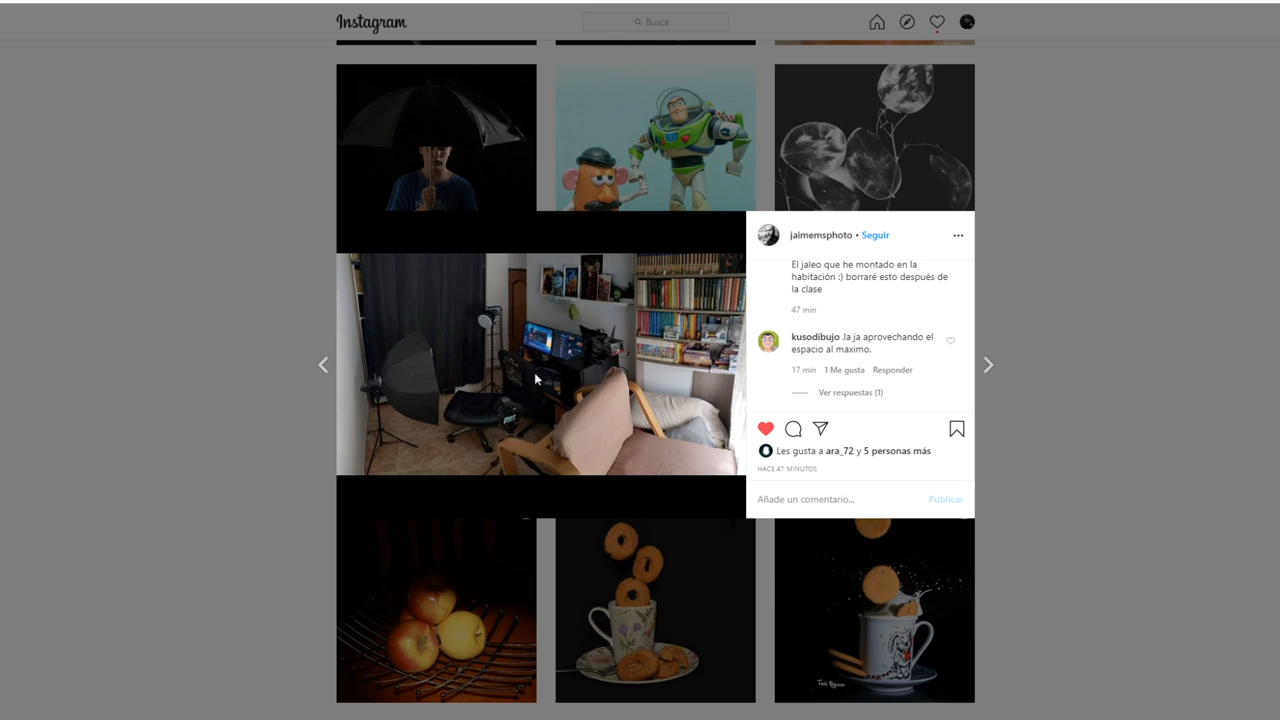 Instagram
Busca
jaimemsphoto • Seguir
El jaleo que he montado en la
habitación :) borraré esto después de
la clase
47 min
kusodibujo Ja ja aprovechando el
espacio al maximo.
17 min 1 Me gusta Responder
Ver respuestas (1)
Les gusta a ara_72 y 5 personas más
HACE 47 MINUTOS
Añade un comentario... Publicar